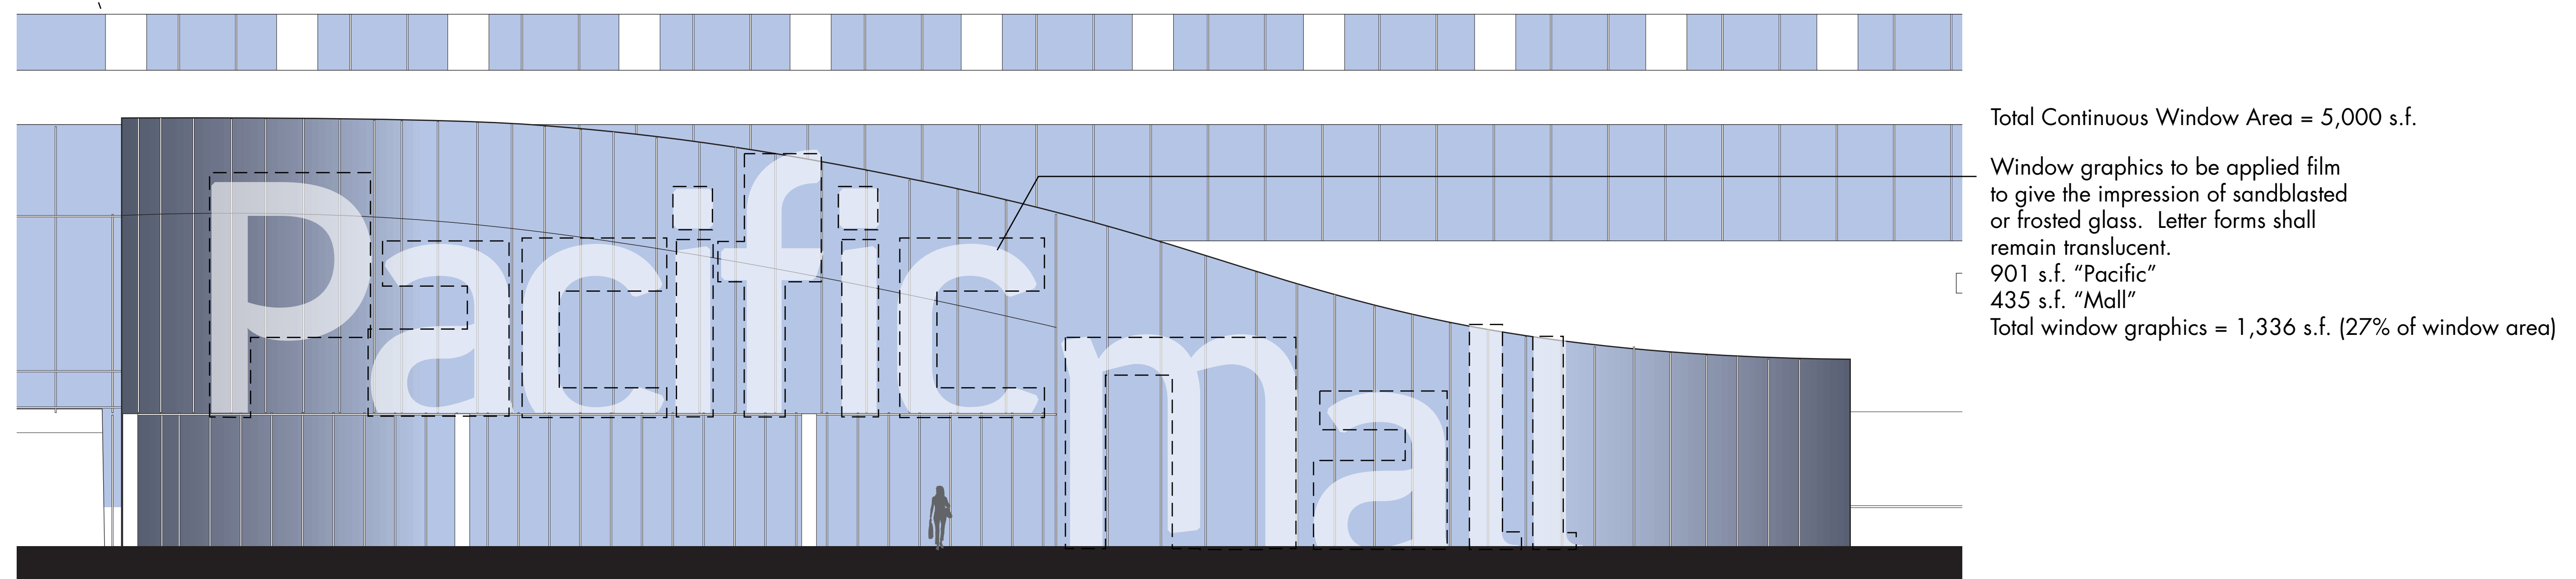 Pacific
mall
Total Continuous Window Area = 5,000 s.f.
Window graphics to be applied film
to give the impression of sandblasted
or frosted glass.  Letter forms shall
remain translucent.
901 s.f. “Pacific”
435 s.f. “Mall”
Total window graphics = 1,336 s.f. (27% of window area)